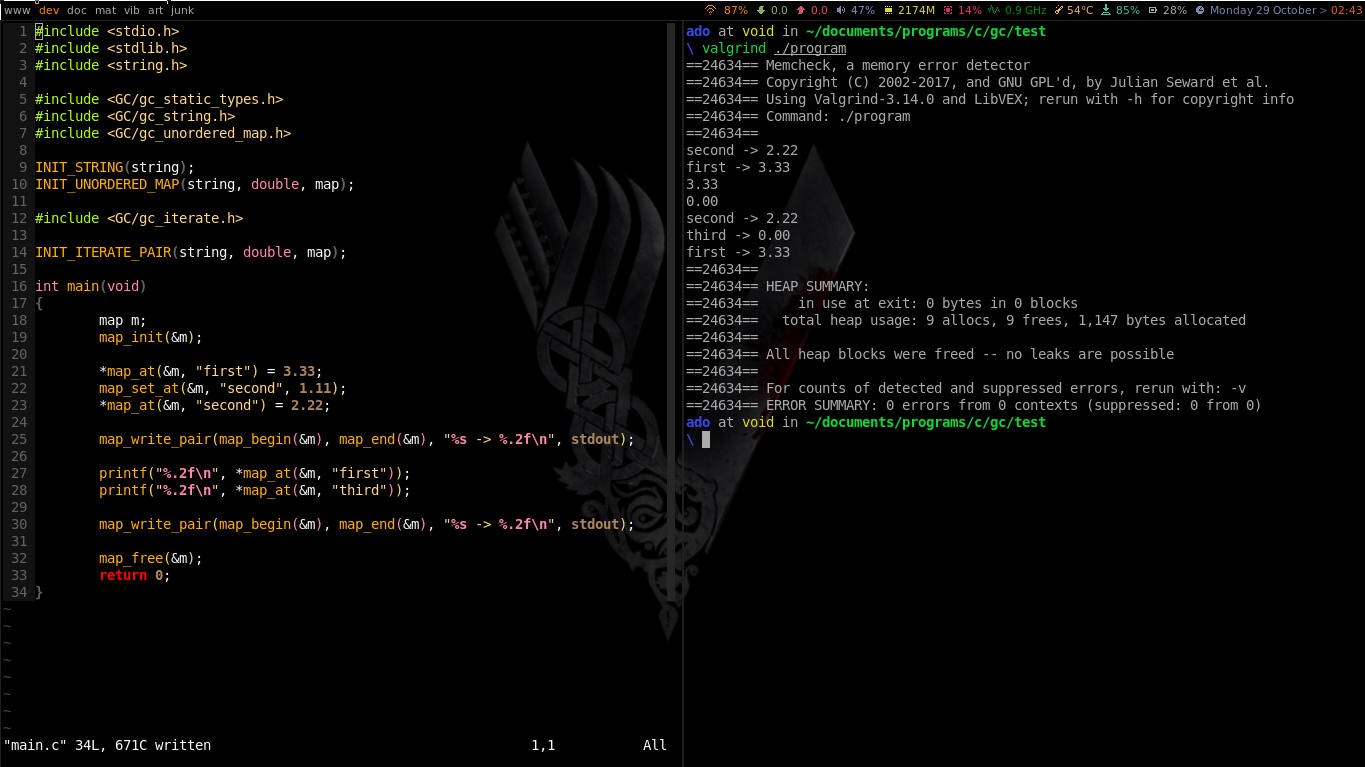 www dev doc mat vib art junk 87% 0.0 0.0 47% 2174M 14% 0.9 GHz 54°C 85% 28% Monday 29 October > 02:43
1 #include <stdio.h>
2 #include <stdlib.h>
3 #include <string.h>
4
5 #include <GC/gc_static_types.h>
6 #include <GC/gc_string.h>
7 #include <GC/gc_unordered_map.h>
8
9 INIT_STRING(string);
10 INIT_UNORDERED_MAP(string, double, map);
11
12 #include <GC/gc_iterate.h>
13
14 INIT_ITERATE_PAIR(string, double, map);
15
16 int main(void)
17 {
18         map m;
19         map_init(&m);
20
21         *map_at(&m, "first") = 3.33;
22         map_set_at(&m, "second", 1.11);
23         *map_at(&m, "second") = 2.22;
24
25         map_write_pair(map_begin(&m), map_end(&m), "%s -> %.2f\n", stdout);
26
27         printf("%.2f\n", *map_at(&m, "first"));
28         printf("%.2f\n", *map_at(&m, "third"));
29
30         map_write_pair(map_begin(&m), map_end(&m), "%s -> %.2f\n", stdout);
31
32         map_free(&m);
33         return 0;
34 }
~
~
~
~
~
~
~
~
"main.c" 34L, 671C written 1,1 All
ado at void in ~/documents/programs/c/gc/test
\ valgrind ./program
==24634== Memcheck, a memory error detector
==24634== Copyright (C) 2002-2017, and GNU GPL'd, by Julian Seward et al.
==24634== Using Valgrind-3.14.0 and LibVEX; rerun with -h for copyright info
==24634== Command: ./program
==24634==
second -> 2.22
first -> 3.33
3.33
0.00
second -> 2.22
third -> 0.00
first -> 3.33
==24634==
==24634== HEAP SUMMARY:
==24634==     in use at exit: 0 bytes in 0 blocks
==24634==   total heap usage: 9 allocs, 9 frees, 1,147 bytes allocated
==24634==
==24634== All heap blocks were freed -- no leaks are possible
==24634==
==24634== For counts of detected and suppressed errors, rerun with: -v
==24634== ERROR SUMMARY: 0 errors from 0 contexts (suppressed: 0 from 0)
ado at void in ~/documents/programs/c/gc/test
\